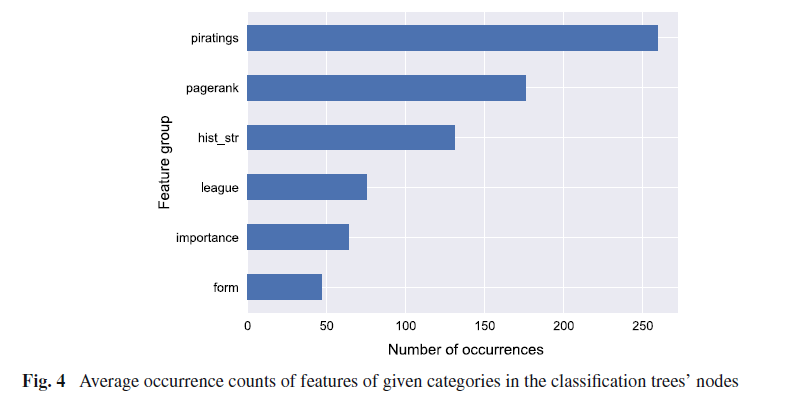 piratings
pagerank
hist_str
league
importance
form
Feature group
0 50 100 150 200 250
Number of occurrences
Fig. 4 Average occurrence counts of features of given categories in the classification trees’ nodes